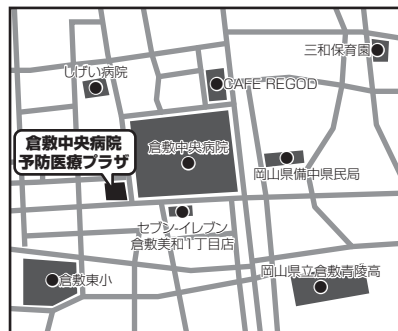 三和保育園
しげい病院
CAFE REGOD
倉敷中央病院
予防医療プラザ
倉敷中央病院
岡山県備中県民局
セブン-イレブン
倉敷美和1丁目店
倉敷東小
岡山県立倉敷青陵高